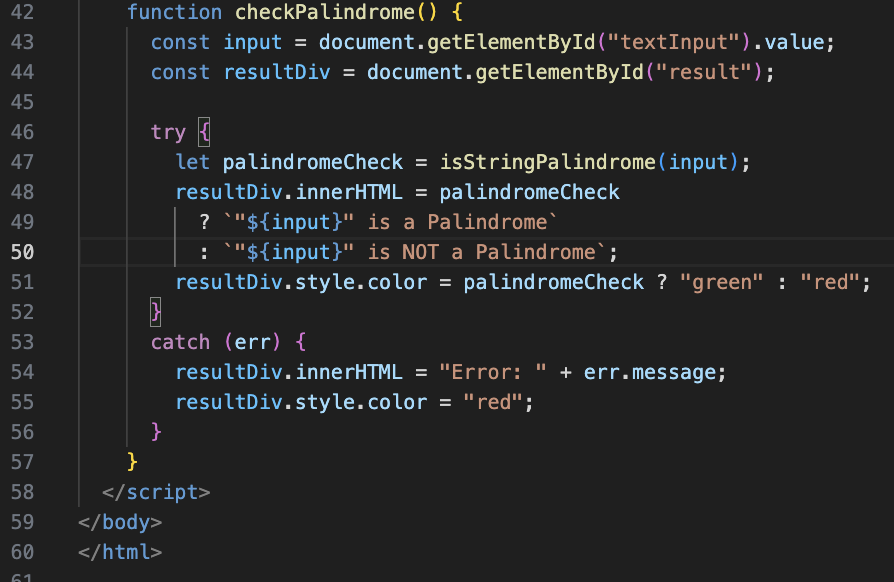 42 function checkPalindrome() {
43 const input = document.getElementById("textInput").value;
44 const resultDiv = document.getElementById("result");
45
46 try {
47 let palindromeCheck = isStringPalindrome(input);
48 resultDiv.innerHTML = palindromeCheck
49 ? `"${input}" is a Palindrome`
50 : `"${input}" is NOT a Palindrome`;
51 resultDiv.style.color = palindromeCheck ? "green" : "red";
52 }
53 catch (err) {
54 resultDiv.innerHTML = "Error: " + err.message;
55 resultDiv.style.color = "red";
56 }
57 }
58 </script>
59 </body>
60 </html>
61